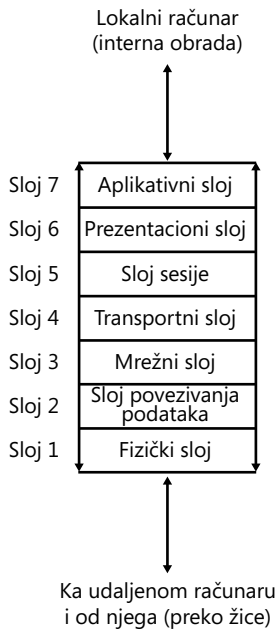 Lokalni računar
(interna obrada)
Sloj 7 Aplikativni sloj
Sloj 6 Prezentacioni sloj
Sloj 5 Sloj sesije
Sloj 4 Transportni sloj
Sloj 3 Mrežni sloj
Sloj 2 Sloj povezivanja
podataka
Sloj 1 Fizički sloj
Ka udaljenom računaru
i od njega (preko žice)